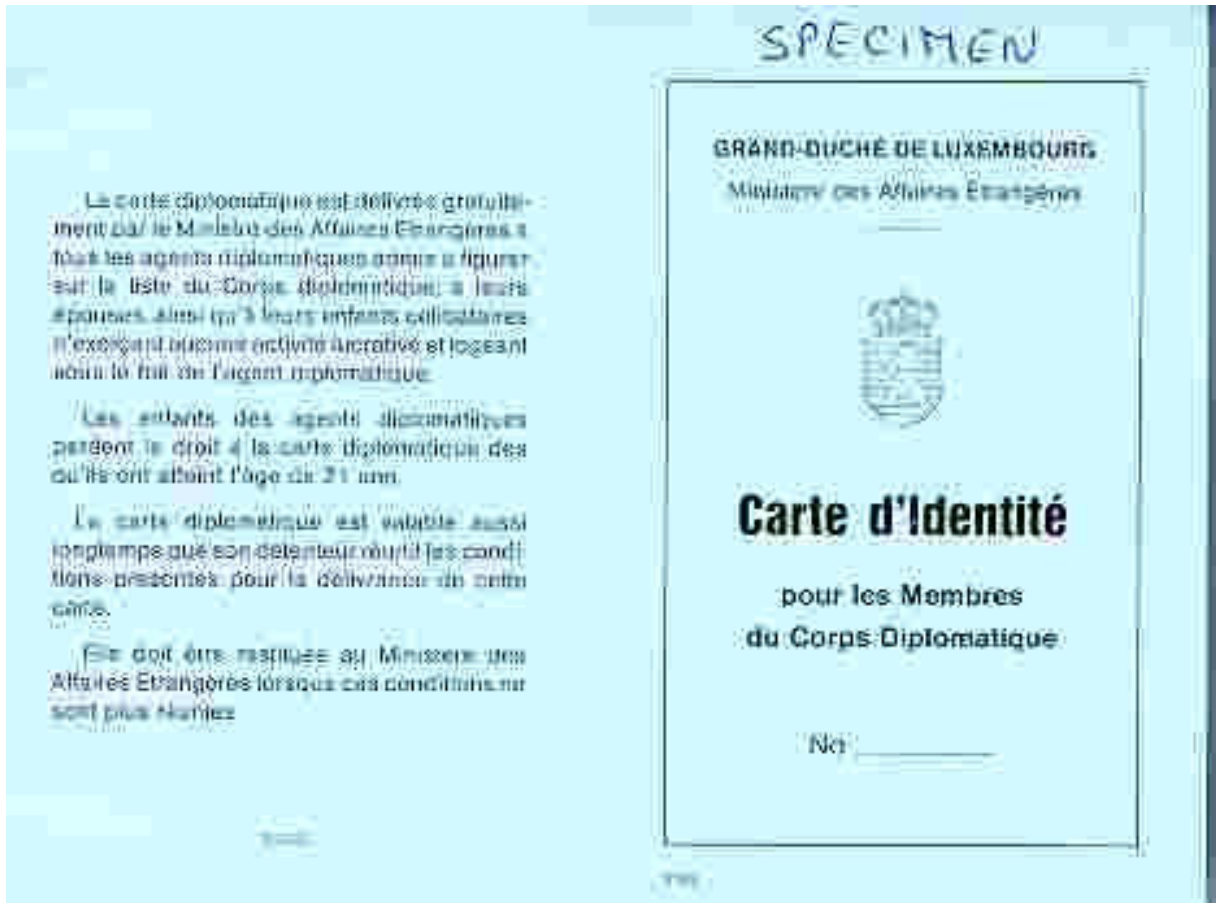 La carte diplomatique est délivrée gratuite-
ment par le Ministre des Affaires Etrangères à
tous les agents diplomatiques admis à figurer
sur la liste du Corps diplomatique, à leurs
épouses ainsi qu'à leurs enfants célibataires
n'exerçant aucune activité lucrative et logeant
sous le toit de l'agent diplomatique.
Les enfants des agents diplomatiques
perdent le droit à la carte diplomatique dès
qu'ils ont atteint l'âge de 21 ans.
La carte diplomatique est valable aussi
longtemps que son détenteur réunit les condi-
tions prescrites pour la délivrance de cette
carte.
Elle doit être restituée au Ministère des
Affaires Etrangères lorsque ces conditions ne
sont plus réunies
SPECIMEN
GRAND-DUCHÉ DE LUXEMBOURG
Ministère des Affaires Etrangères
Carte d'Identité
pour les Membres
du Corps Diplomatique
No